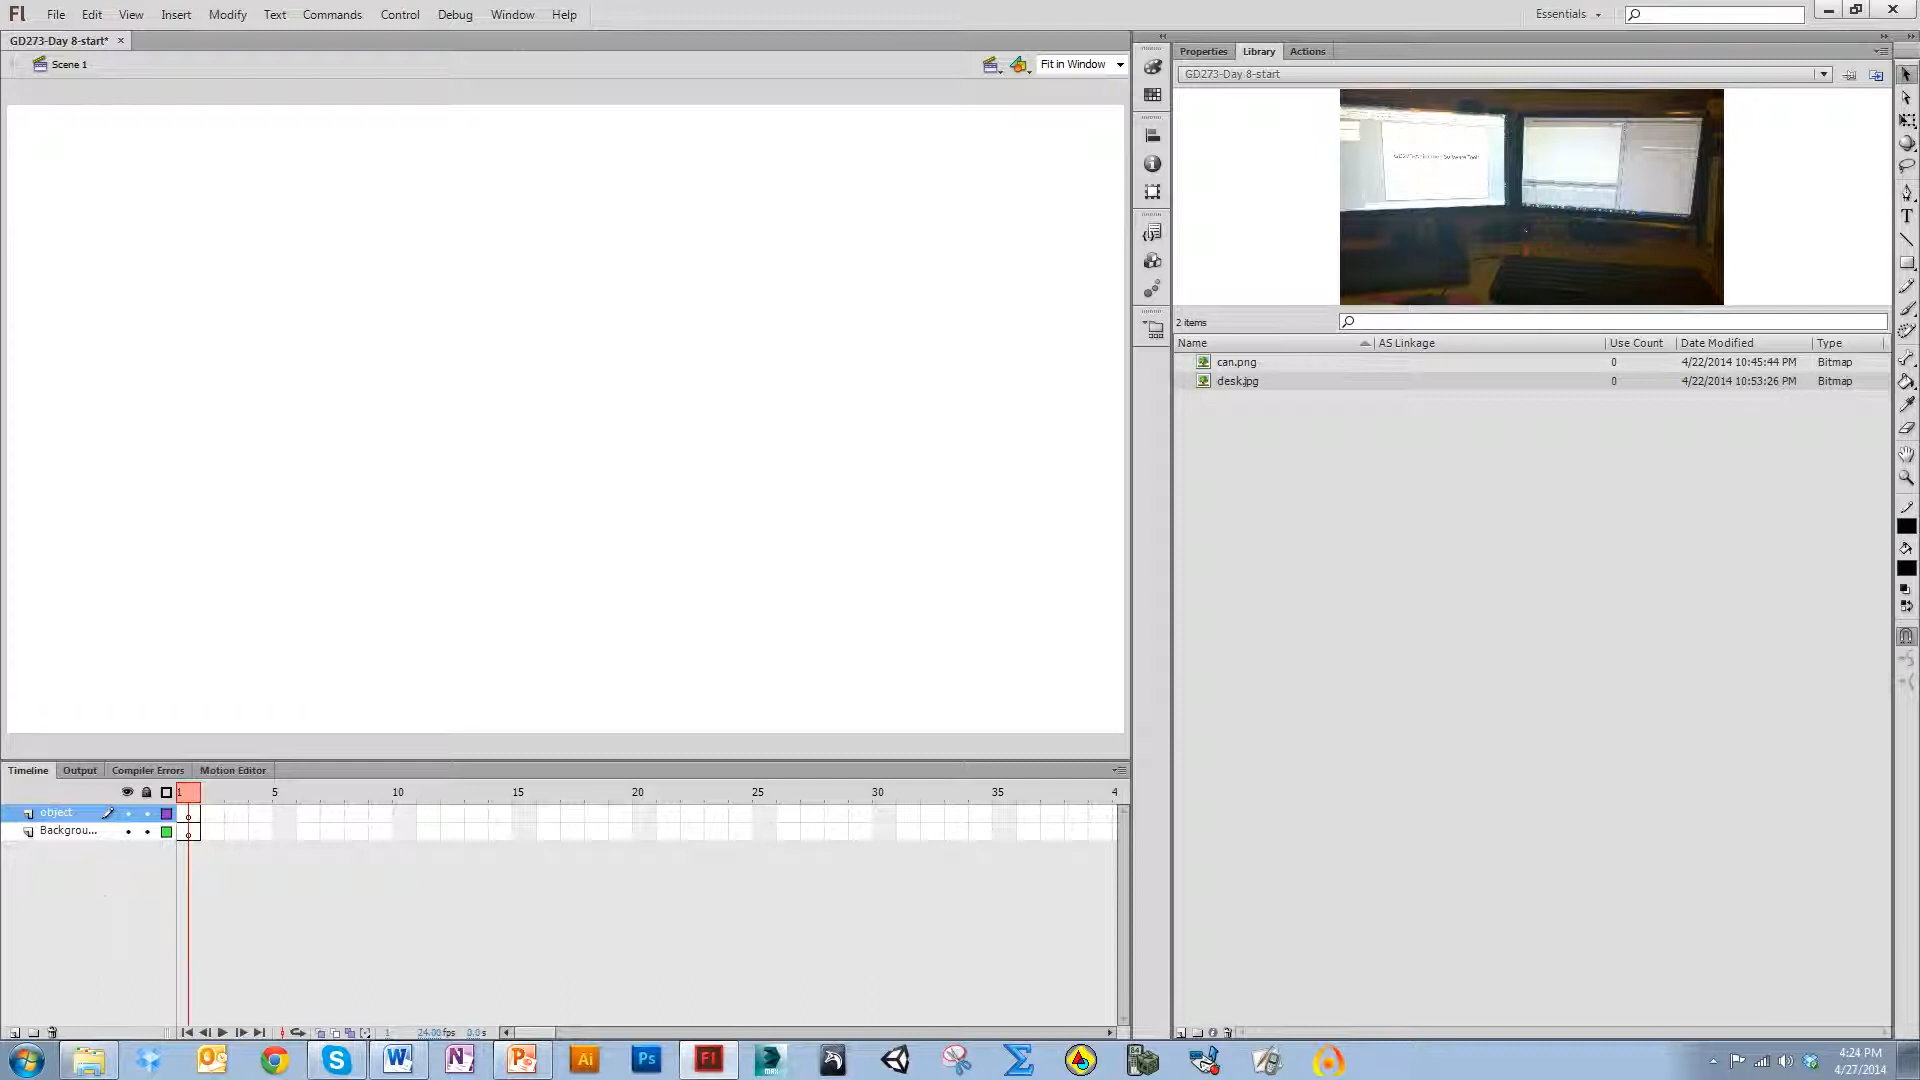 Fl File Edit View Insert Modify Text Commands Control Debug Window Help Essentials
GD273-Day 8-start* ×
Scene 1 Fit in Window
Properties Library Actions
GD273-Day 8-start
2 items
Name AS Linkage Use Count Date Modified Type
can.png 0 4/22/2014 10:45:44 PM Bitmap
desk.jpg 0 4/22/2014 10:53:26 PM Bitmap
Timeline Output Compiler Errors Motion Editor
1 5 10 15 20 25 30 35 4
object
Backgrou...
1 24.00 fps 0.0 s
4:24 PM
4/27/2014